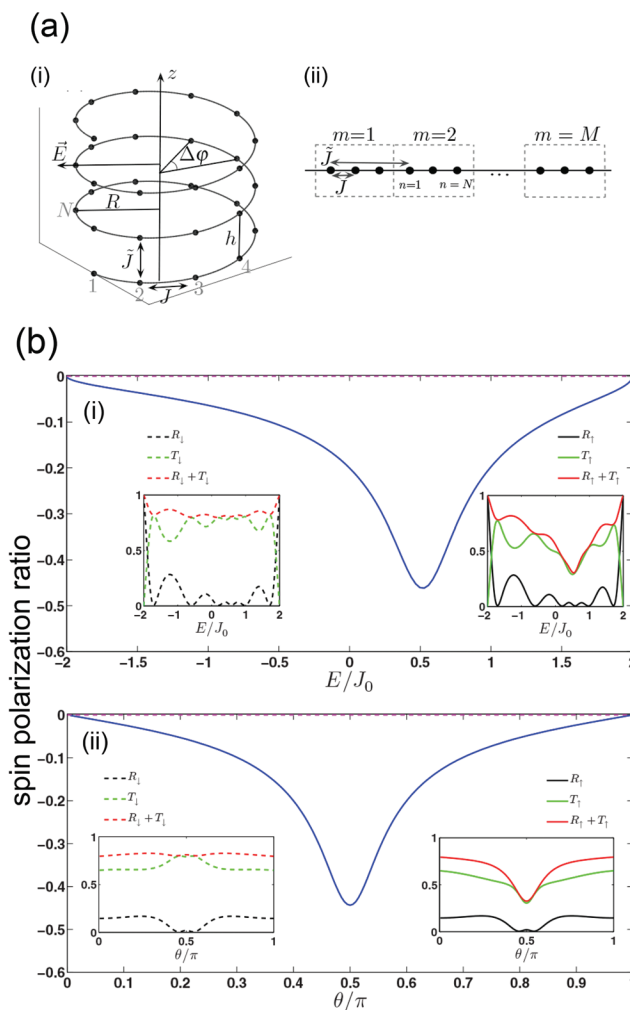 (a)
(i)
(ii)
z
m=1
m=2
m = M
E⃗
Δφ
J̃
J
n=1
n = N
...
N
R
h
J̃
1
2
J
3
4
(b)
spin polarization ratio
(i)
0
-0.1
-0.2
-0.3
-0.4
-0.5
-0.6
R↓
T↓
R↓ + T↓
R↑
T↑
R↑ + T↑
1
0.5
0
-2 -1 0 1 2
E/J₀
1
0.5
0
-2 -1 0 1 2
E/J₀
-2 -1.5 -1 -0.5 0 0.5 1 1.5 2
E/J₀
(ii)
0
-0.1
-0.2
-0.3
-0.4
-0.5
-0.6
R↓
T↓
R↓ + T↓
R↑
T↑
R↑ + T↑
1
0.5
0
0 0.5 1
θ/π
1
0.5
0
0 0.5 1
θ/π
0 0.1 0.2 0.3 0.4 0.5 0.6 0.7 0.8 0.9 1
θ/π